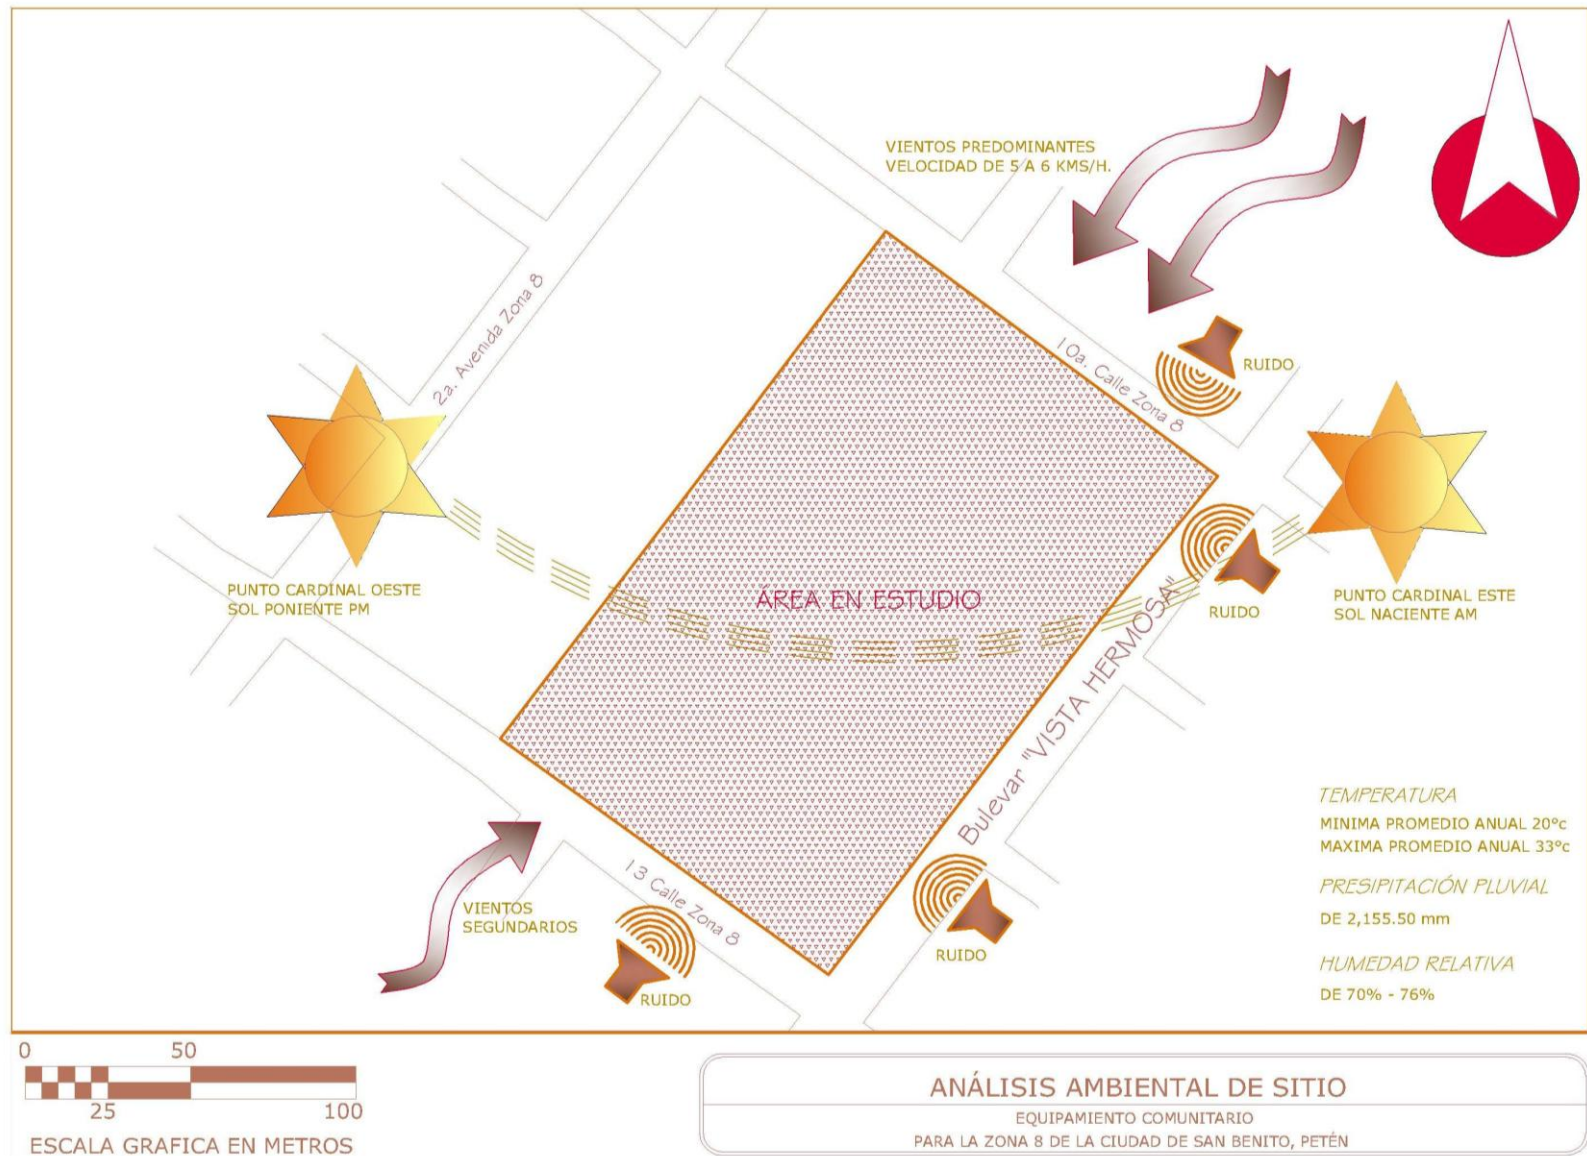 VIENTOS PREDOMINANTES
VELOCIDAD DE 5 A 6 KMS/H.
2a. Avenida Zona 8
10a. Calle Zona 8
RUIDO
PUNTO CARDINAL OESTE
SOL PONIENTE PM
ÁREA EN ESTUDIO
RUIDO
PUNTO CARDINAL ESTE
SOL NACIENTE AM
Bulevar "VISTA HERMOSA"
TEMPERATURA
MINIMA PROMEDIO ANUAL 20°c
MAXIMA PROMEDIO ANUAL 33°c
PRESIPITACIÓN PLUVIAL
DE 2,155.50 mm
HUMEDAD RELATIVA
DE 70% - 76%
VIENTOS
SEGUNDARIOS
13 Calle Zona 8
RUIDO
RUIDO
0 50
25 100
ESCALA GRAFICA EN METROS
ANÁLISIS AMBIENTAL DE SITIO
EQUIPAMIENTO COMUNITARIO
PARA LA ZONA 8 DE LA CIUDAD DE SAN BENITO, PETÉN